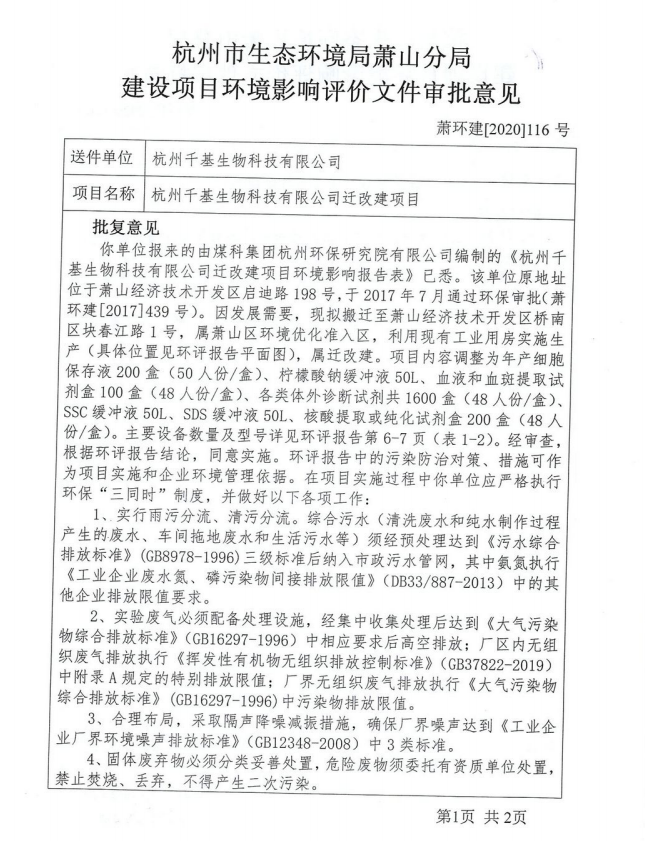 杭州市生态环境局萧山分局
建设项目环境影响评价文件审批意见
萧环建[2020]116 号
送件单位 杭州千基生物科技有限公司
项目名称 杭州千基生物科技有限公司迁改建项目
批复意见
你单位报来的由煤科集团杭州环保研究院有限公司编制的《杭州千
基生物科技有限公司迁改建项目环境影响报告表》已悉。该单位原地址
位于萧山经济技术开发区启迪路 198 号,于 2017 年 7 月通过环保审批(萧
环建[2017]439 号)。因发展需要，现拟搬迁至萧山经济技术开发区桥南
区块春江路 1 号，属萧山区环境优化准入区，利用现有工业用房实施生
产（具体位置见环评报告平面图)，属迁改建。项目内容调整为年产细胞
保存液 200 盒（50 人份/盒)、柠檬酸钠缓冲液 50L、血液和血斑提取试
剂盒 100 盒（48 人份/盒）、各类体外诊断试剂共 1600 盒（48 人份/盒)、
SSC 缓冲液 50L、SDS 缓冲液 50L、核酸提取或纯化试剂盒 200 盒（48 人
份/盒）。主要设备数量及型号详见环评报告第 6-7 页（表 1-2）。经审查，
根据环评报告结论，同意实施。环评报告中的污染防治对策、措施可作
为项目实施和企业环境管理依据。在项目实施过程中你单位应严格执行
环保“三同时”制度，并做好以下各项工作：
1、实行雨污分流、清污分流。综合污水（清洗废水和纯水制作过程
产生的废水、车间拖地废水和生活污水等）须经预处理达到《污水综合
排放标准》(GB8978-1996)三级标准后纳入市政污水管网，其中氨氮执行
《工业企业废水氮、磷污染物间接排放限值》（DB33/887-2013）中的其
他企业排放限值要求。
2、实验废气必须配备处理设施，经集中收集处理后达到《大气污染
物综合排放标准》（GB16297-1996）中相应要求后高空排放；厂区内无组
织废气排放执行《挥发性有机物无组织排放控制标准》（GB37822-2019）
中附录 A 规定的特别排放限值；厂界无组织废气排放执行《大气污染物
综合排放标准》(GB16297-1996)中污染物排放限值。
3、合理布局，采取隔声降噪减振措施，确保厂界噪声达到《工业企
业厂界环境噪声排放标准》（GB12348-2008）中 3 类标准。
4、固体废弃物必须分类妥善处置，危险废物须委托有资质单位处置，
禁止焚烧、丢弃，不得产生二次污染。
第1页 共2页